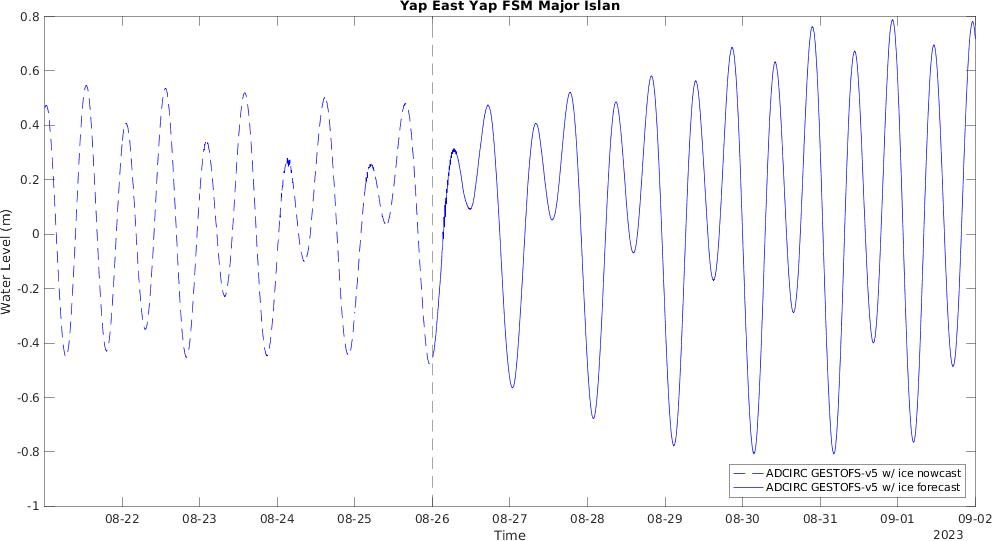 Yap East Yap FSM Major Islan
0.8
0.6
0.4
0.2
0
-0.2
-0.4
-0.6
-0.8
-1
Water Level (m)
ADCIRC GESTOFS-v5 w/ ice nowcast
ADCIRC GESTOFS-v5 w/ ice forecast
08-22 08-23 08-24 08-25 08-26 08-27 08-28 08-29 08-30 08-31 09-01 09-02
Time 2023